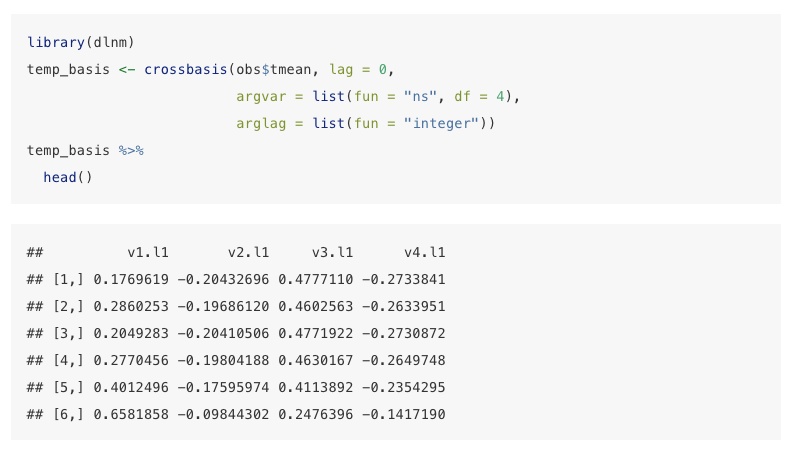 library(dlnm)
temp_basis <- crossbasis(obs$tmean, lag = 0,
                         argvar = list(fun = "ns", df = 4),
                         arglag = list(fun = "integer"))
temp_basis %>%
  head()
##          v1.l1       v2.l1     v3.l1      v4.l1
## [1,] 0.1769619 -0.20432696 0.4777110 -0.2733841
## [2,] 0.2860253 -0.19686120 0.4602563 -0.2633951
## [3,] 0.2049283 -0.20410506 0.4771922 -0.2730872
## [4,] 0.2770456 -0.19804188 0.4630167 -0.2649748
## [5,] 0.4012496 -0.17595974 0.4113892 -0.2354295
## [6,] 0.6581858 -0.09844302 0.2476396 -0.1417190